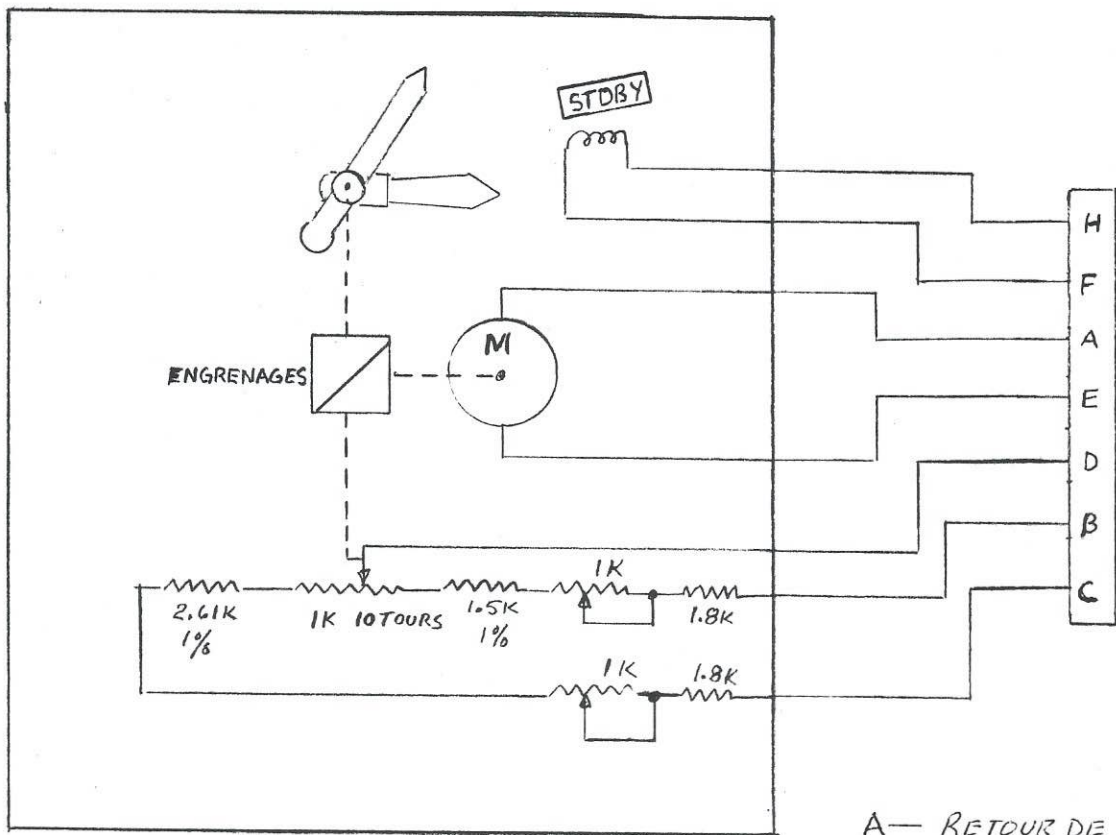 STDBY
H
F
A
E
D
B
C
M
ENGRENAGES
2.61K
1%
1K 10TOURS
1.5K
1%
1K
1.8K
1K
1.8K
A— RETOUR DE